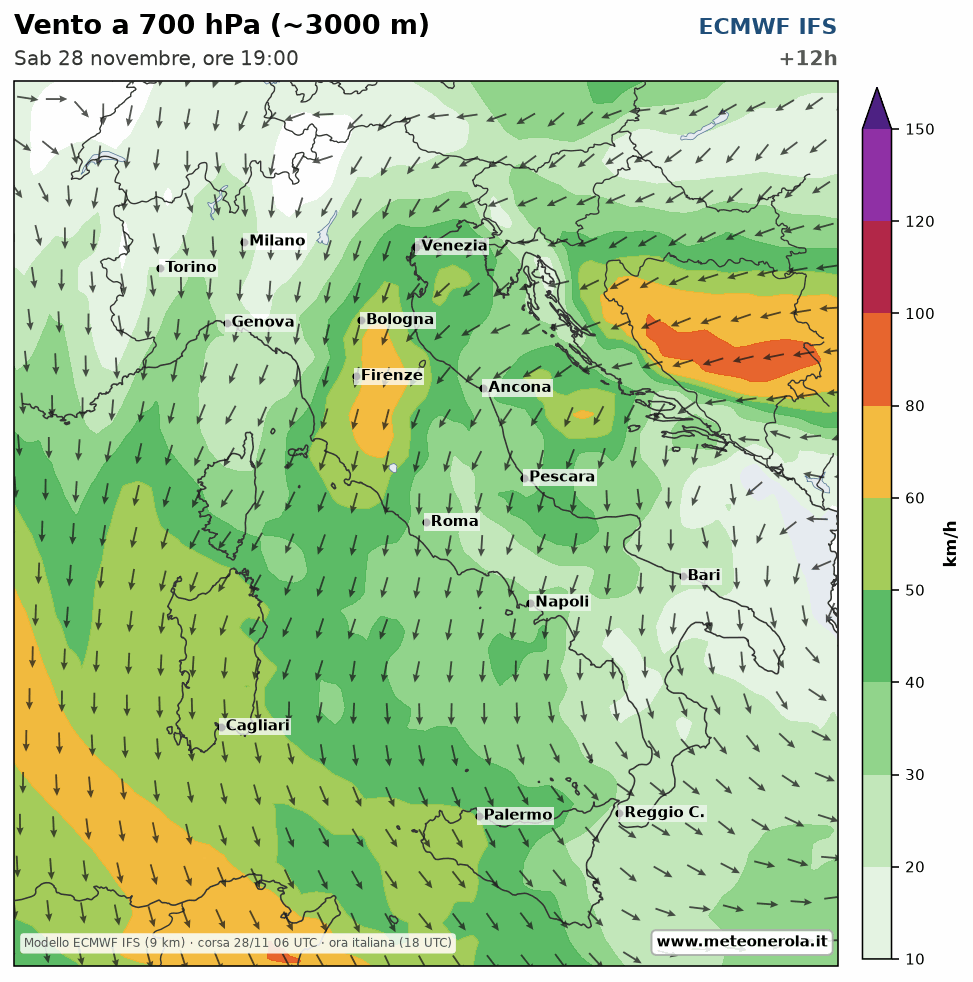 Vento a 700 hPa (~3000 m)
ECMWF IFS
Sab 28 novembre, ore 19:00
+12h
150
120
100
80
60
50
40
30
20
10
km/h
Milano
Venezia
Torino
Genova
Bologna
Firenze
Ancona
Pescara
Roma
Bari
Napoli
Cagliari
Palermo
Reggio C.
Modello ECMWF IFS (9 km) · corsa 28/11 06 UTC · ora italiana (18 UTC)
www.meteonerola.it